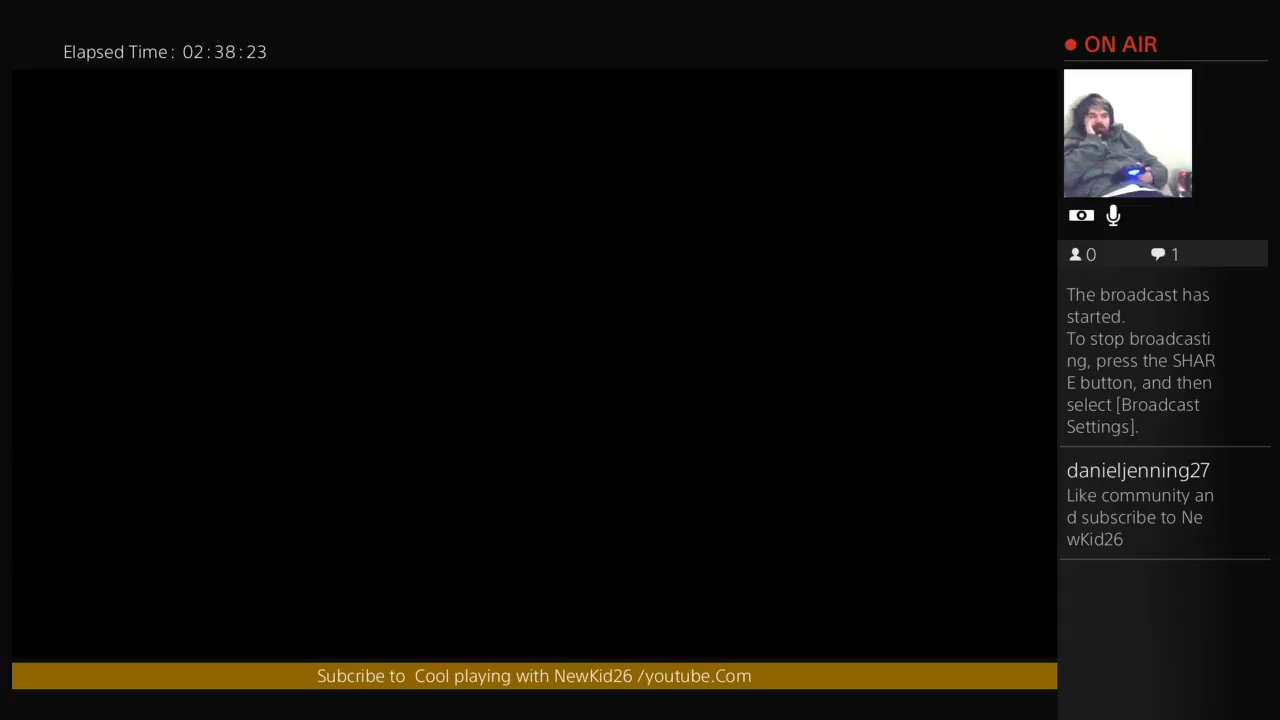 Elapsed Time: 02:38:23
ON AIR
0 1
The broadcast has
started.
To stop broadcasti
ng, press the SHAR
E button, and then
select [Broadcast
Settings].
danieljenning27
Like community an
d subscribe to Ne
wKid26
Subcribe to  Cool playing with NewKid26 /youtube.Com